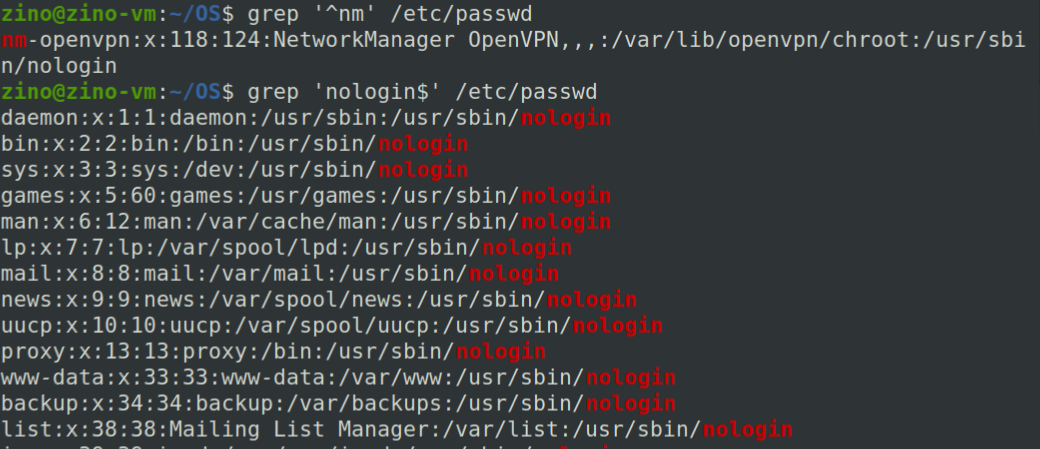 zino@zino-vm:~/OS$ grep '^nm' /etc/passwd
nm-openvpn:x:118:124:NetworkManager OpenVPN,,,:/var/lib/openvpn/chroot:/usr/sbi
n/nologin
zino@zino-vm:~/OS$ grep 'nologin$' /etc/passwd
daemon:x:1:1:daemon:/usr/sbin:/usr/sbin/nologin
bin:x:2:2:bin:/bin:/usr/sbin/nologin
sys:x:3:3:sys:/dev:/usr/sbin/nologin
games:x:5:60:games:/usr/games:/usr/sbin/nologin
man:x:6:12:man:/var/cache/man:/usr/sbin/nologin
lp:x:7:7:lp:/var/spool/lpd:/usr/sbin/nologin
mail:x:8:8:mail:/var/mail:/usr/sbin/nologin
news:x:9:9:news:/var/spool/news:/usr/sbin/nologin
uucp:x:10:10:uucp:/var/spool/uucp:/usr/sbin/nologin
proxy:x:13:13:proxy:/bin:/usr/sbin/nologin
www-data:x:33:33:www-data:/var/www:/usr/sbin/nologin
backup:x:34:34:backup:/var/backups:/usr/sbin/nologin
list:x:38:38:Mailing List Manager:/var/list:/usr/sbin/nologin